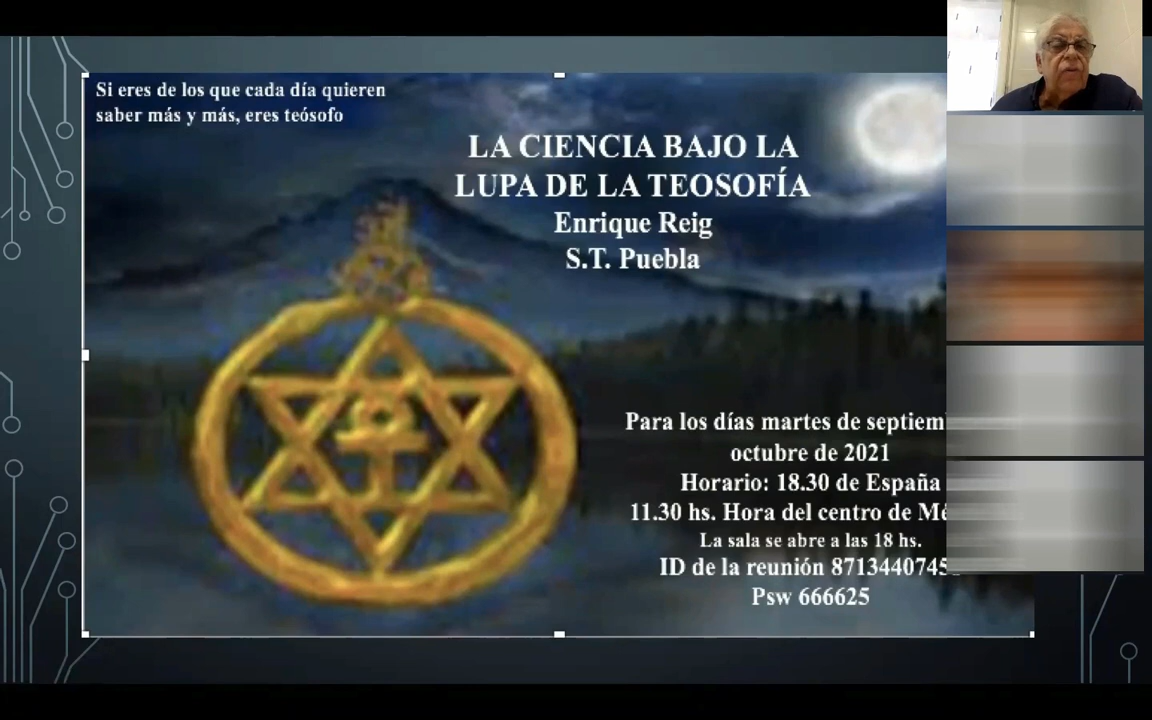 Si eres de los que cada día quieren
saber más y más, eres teósofo
LA CIENCIA BAJO LA
LUPA DE LA TEOSOFÍA
Enrique Reig
S.T. Puebla
Para los días martes de
octubre de 2021
Horario: 18.30 de España
11.30 hs. Hora del centro de
La sala se abre a las 18 hs.
ID de la reunión
Psw 666625